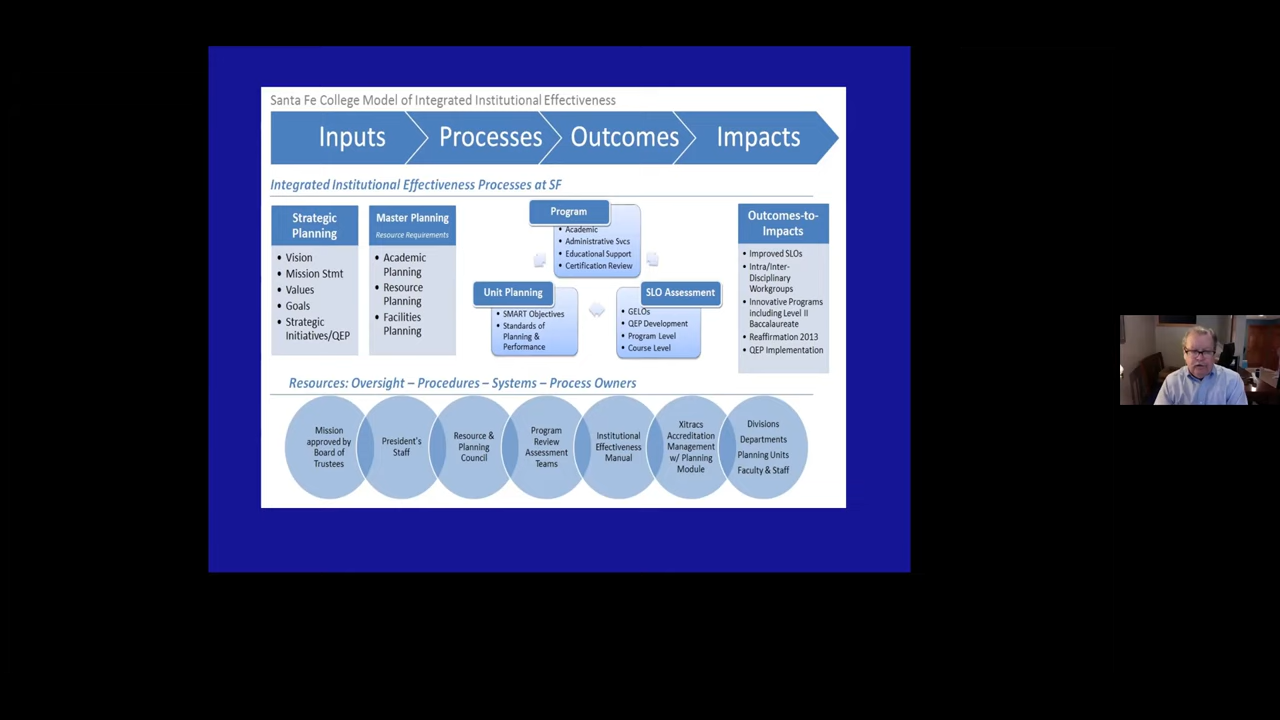 Santa Fe College Model of Integrated Institutional Effectiveness
Inputs
Processes
Outcomes
Impacts
Integrated Institutional Effectiveness Processes at SF
Strategic
Planning
• Vision
• Mission Stmt
• Values
• Goals
• Strategic
Initiatives/QEP
Master Planning
Resource Requirements
• Academic
Planning
• Resource
Planning
• Facilities
Planning
Program
• Academic
• Administrative Svcs
• Educational Support
• Certification Review
Unit Planning
• SMART Objectives
• Standards of
Planning &
Performance
SLO Assessment
• GELOs
• QEP Development
• Program Level
• Course Level
Outcomes-to-
Impacts
• Improved SLOs
• Intra/Inter-
Disciplinary
Workgroups
• Innovative Programs
including Level II
Baccalaureate
• Reaffirmation 2013
• QEP Implementation
Resources: Oversight – Procedures – Systems – Process Owners
Mission
approved by
Board of
Trustees
President's
Staff
Resource &
Planning
Council
Program
Review
Assessment
Teams
Institutional
Effectiveness
Manual
Xitracs
Accreditation
Management
w/ Planning
Module
Divisions
Departments
Planning Units
Faculty & Staff